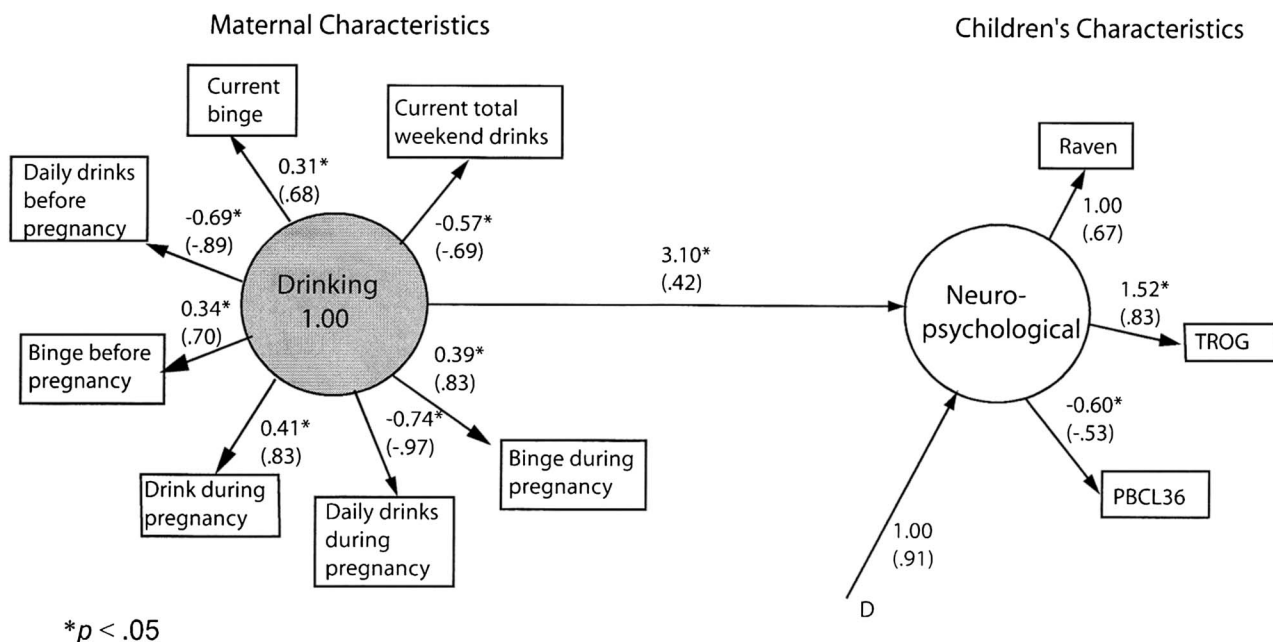 Maternal Characteristics
Children's Characteristics
Current
binge
Current total
weekend drinks
Raven
Daily drinks
before
pregnancy
0.31*
(.68)
-0.69*
(-.89)
-0.57*
(-.69)
1.00
(.67)
Drinking
1.00
3.10*
(.42)
Neuro-
psychological
1.52*
(.83)
TROG
0.34*
(.70)
Binge before
pregnancy
0.39*
(.83)
-0.60*
(-.53)
0.41*
(.83)
-0.74*
(-.97)
Binge during
pregnancy
PBCL36
Drink during
pregnancy
Daily drinks
during
pregnancy
1.00
(.91)
D
*p < .05